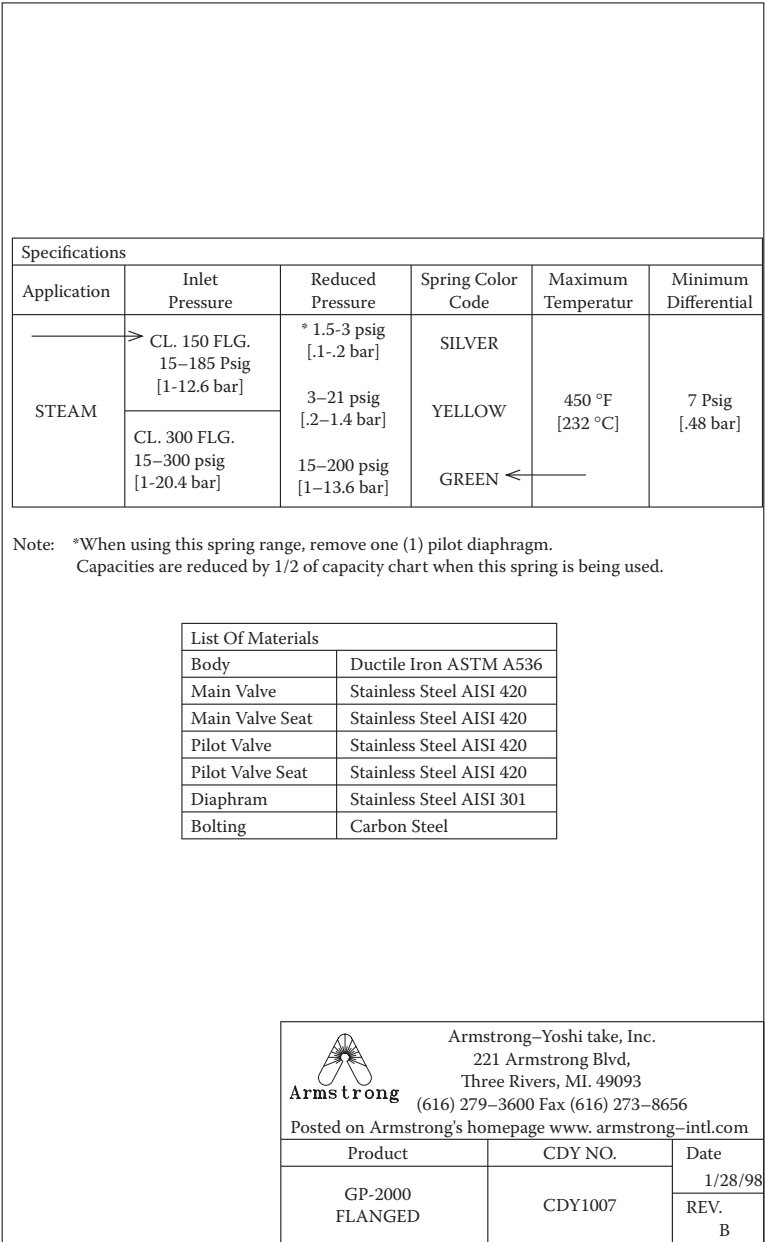 Specifications
Application
Inlet
Pressure
Reduced
Pressure
Spring Color
Code
Maximum
Temperatur
Minimum
Differential
STEAM
CL. 150 FLG.
15–185 Psig
[1-12.6 bar]
CL. 300 FLG.
15–300 psig
[1-20.4 bar]
* 1.5-3 psig
[.1-.2 bar]
3–21 psig
[.2–1.4 bar]
15–200 psig
[1–13.6 bar]
SILVER
YELLOW
GREEN
450 °F
[232 °C]
7 Psig
[.48 bar]
Note: *When using this spring range, remove one (1) pilot diaphragm.
Capacities are reduced by 1/2 of capacity chart when this spring is being used.
List Of Materials
Body Ductile Iron ASTM A536
Main Valve Stainless Steel AISI 420
Main Valve Seat Stainless Steel AISI 420
Pilot Valve Stainless Steel AISI 420
Pilot Valve Seat Stainless Steel AISI 420
Diaphram Stainless Steel AISI 301
Bolting Carbon Steel
Armstrong
Armstrong–Yoshi take, Inc.
221 Armstrong Blvd,
Three Rivers, MI. 49093
(616) 279–3600 Fax (616) 273–8656
Posted on Armstrong's homepage www. armstrong–intl.com
Product
GP-2000
FLANGED
CDY NO.
CDY1007
Date
1/28/98
REV.
B